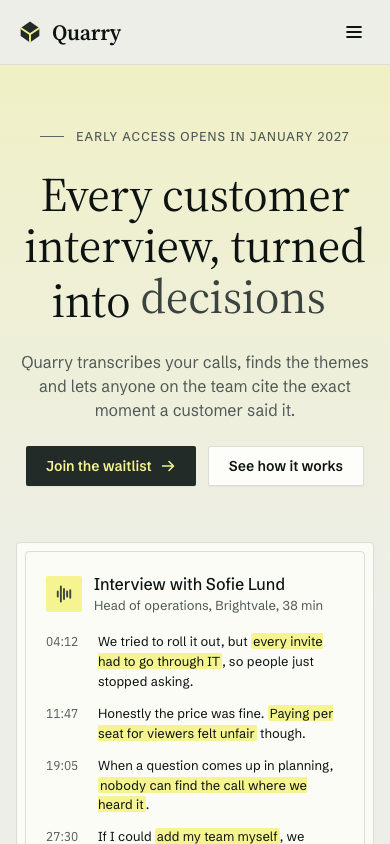 Quarry
EARLY ACCESS OPENS IN JANUARY 2027
Every customer
interview, turned
into decisions
Quarry transcribes your calls, finds the themes
and lets anyone on the team cite the exact
moment a customer said it.
Join the waitlist →
See how it works
Interview with Sofie Lund
Head of operations, Brightvale, 38 min
04:12 We tried to roll it out, but every invite
had to go through IT, so people just
stopped asking.
11:47 Honestly the price was fine. Paying per
seat for viewers felt unfair though.
19:05 When a question comes up in planning,
nobody can find the call where we
heard it.
27:30 If I could add my team myself, we